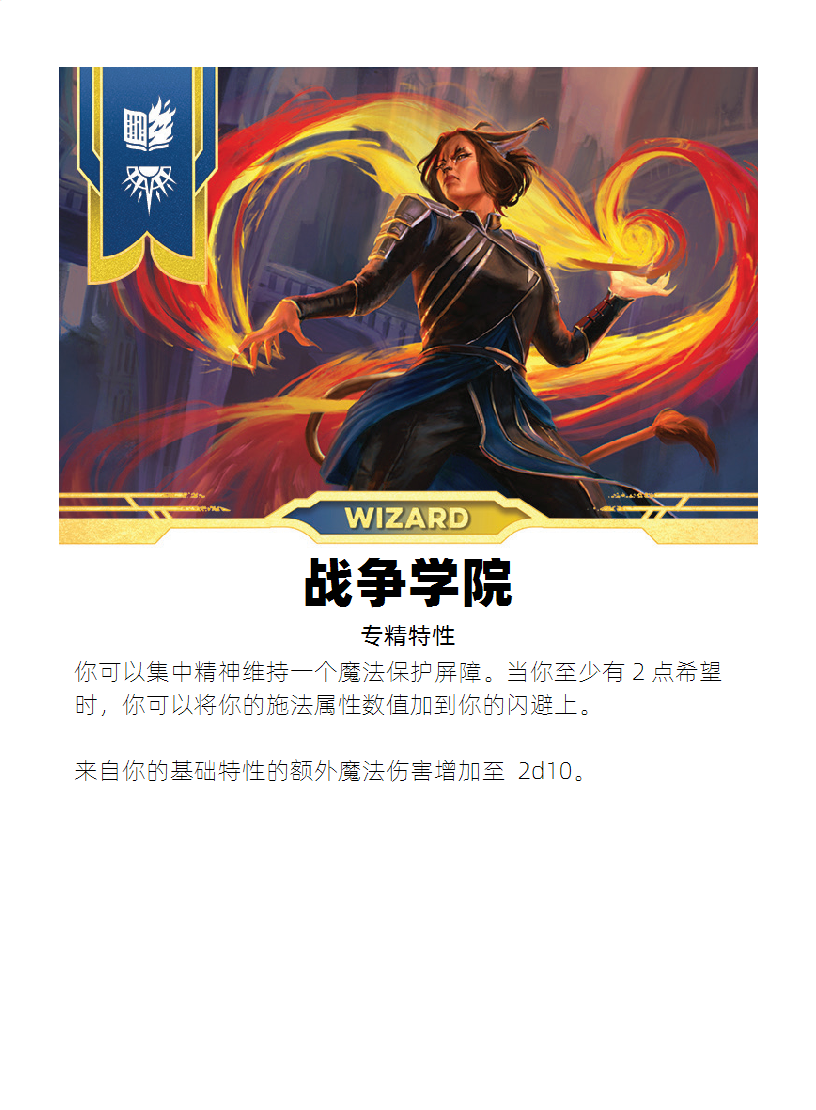 WIZARD
战争学院
专精特性
你可以集中精神维持一个魔法保护屏障。当你至少有 2 点希望
时，你可以将你的施法属性数值加到你的闪避上。
来自你的基础特性的额外魔法伤害增加至 2d10。